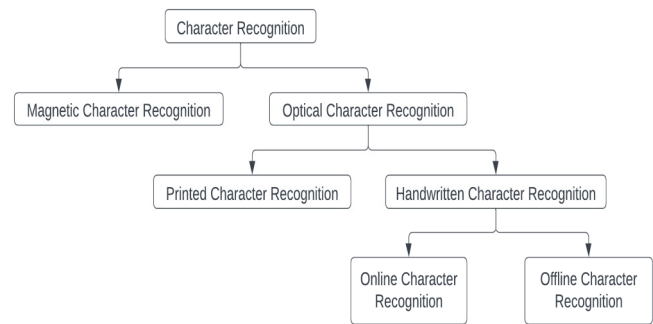 Character Recognition
Magnetic Character Recognition
Optical Character Recognition
Printed Character Recognition
Handwritten Character Recognition
Online Character
Recognition
Offline Character
Recognition